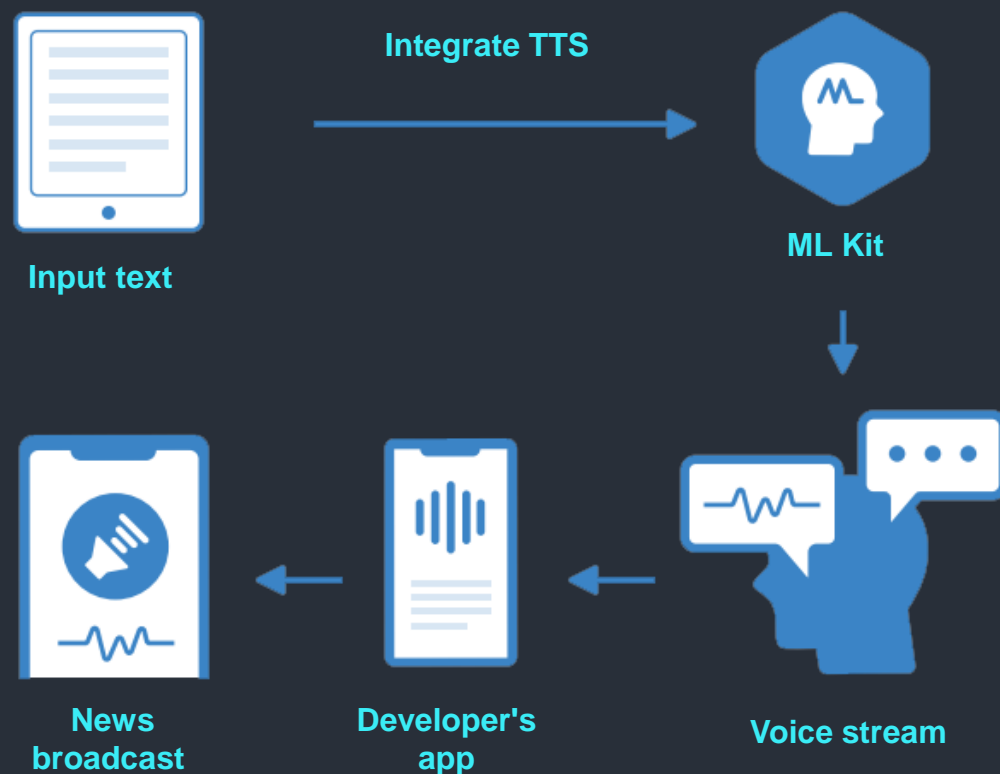 Integrate TTS
ML Kit
Input text
News
broadcast
Developer's
app
Voice stream